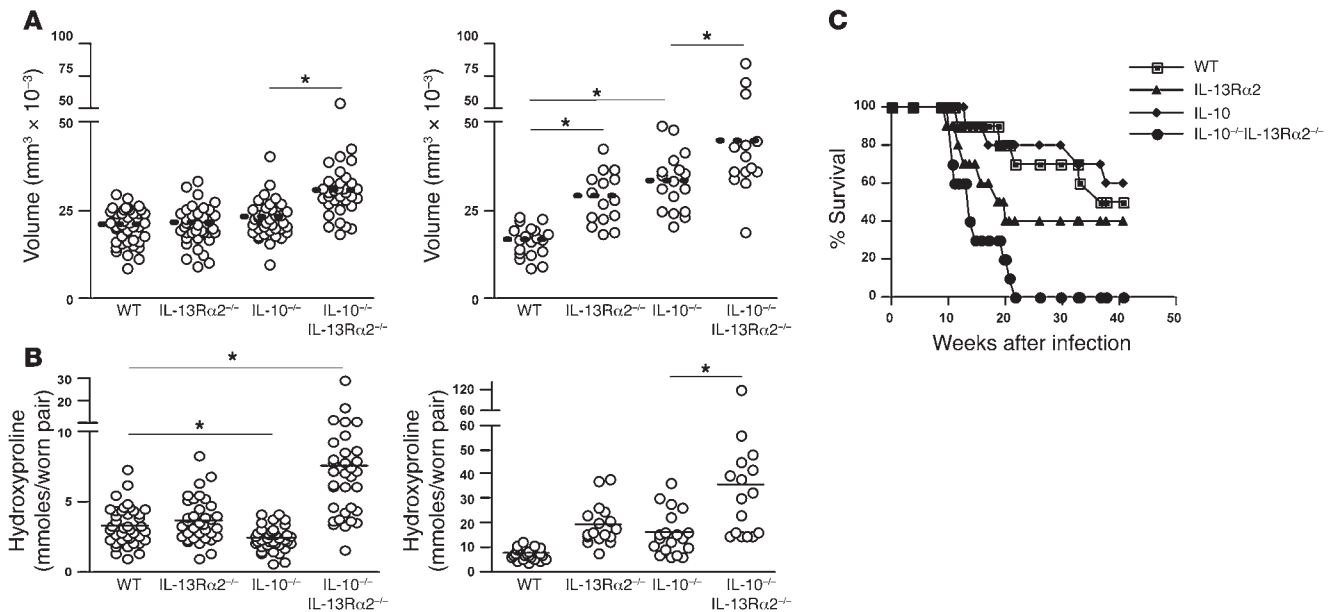 A
Volume (mm³ × 10⁻³)
100
75
50
50
25
0
*
WT
IL-13Rα2⁻/⁻
IL-10⁻/⁻
IL-10⁻/⁻
IL-13Rα2⁻/⁻
Volume (mm³ × 10⁻³)
100
75
50
50
25
0
*
*
*
WT
IL-13Rα2⁻/⁻
IL-10⁻/⁻
IL-10⁻/⁻
IL-13Rα2⁻/⁻
B
Hydroxyproline
(mmoles/worn pair)
30
20
10
5
0
*
*
WT
IL-13Rα2⁻/⁻
IL-10⁻/⁻
IL-10⁻/⁻
IL-13Rα2⁻/⁻
Hydroxyproline
(mmoles/worn pair)
120
60
60
50
40
30
20
10
0
*
WT
IL-13Rα2⁻/⁻
IL-10⁻/⁻
IL-10⁻/⁻
IL-13Rα2⁻/⁻
C
WT
IL-13Rα2
IL-10
IL-10⁻/⁻IL-13Rα2⁻/⁻
% Survival
100
80
60
40
20
0
0 10 20 30 40 50
Weeks after infection